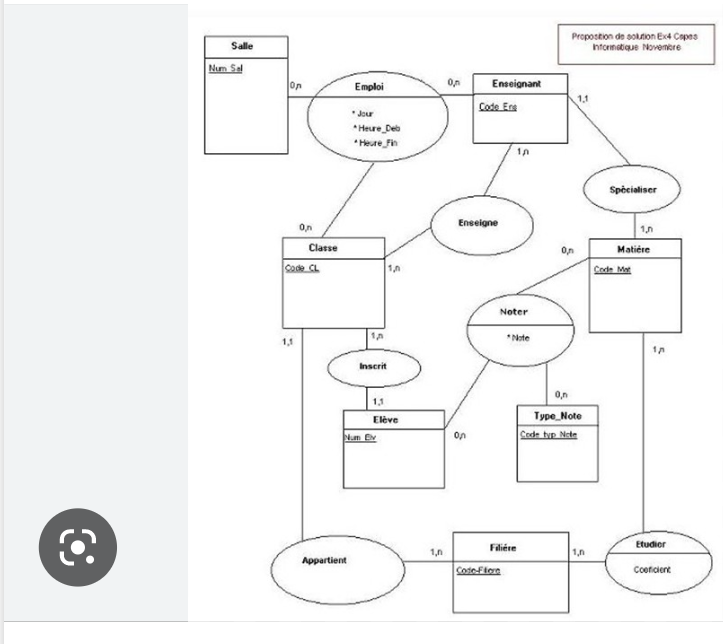 Proposition de solution Ex4 Capes
Informatique Novembre
Salle
Num_Sal
0,n
Emploi
* Jour
* Heure_Deb
* Heure_Fin
0,n
Enseignant
Code_Ens
1,1
1,n
Spécialiser
Enseigne
0,n
Classe
Code_CL
1,n
1,n
0,n
Matiére
Code_Mat
Noter
* Note
1,1
1,n
Inscrit
1,n
1,1
Elève
Num_Elv
0,n
0,n
Type_Note
Code_typ_Note
Appartient
1,n
Filiére
Code-Filiere
1,n
Etudier
Coeficient